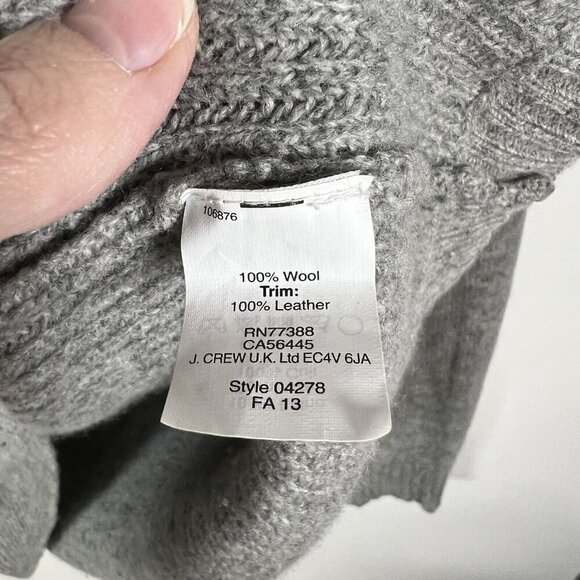 106876
100% Wool
Trim:
100% Leather
RN77388
CA56445
J. CREW U.K. Ltd EC4V 6JA
Style 04278
FA 13